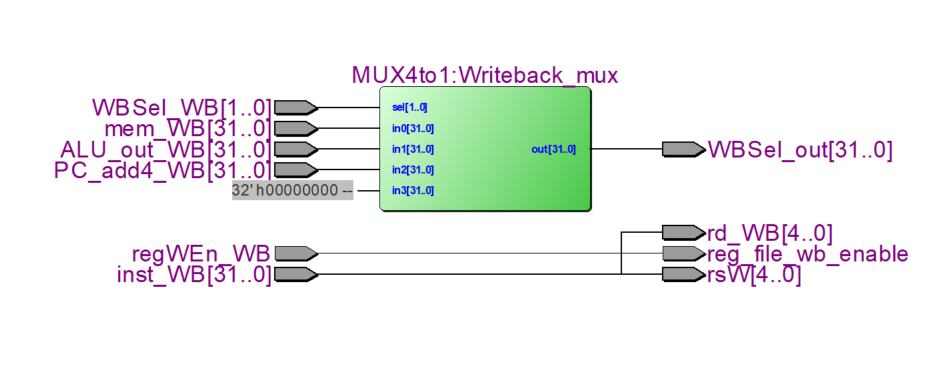 MUX4to1:Writeback_mux
WBSel_WB[1..0]
mem_WB[31..0]
ALU_out_WB[31..0]
PC_add4_WB[31..0]
32' h00000000 --
sel[1..0]
in0[31..0]
in1[31..0]
in2[31..0]
in3[31..0]
out[31..0]
WBSel_out[31..0]
regWEn_WB
inst_WB[31..0]
rd_WB[4..0]
reg_file_wb_enable
rsW[4..0]